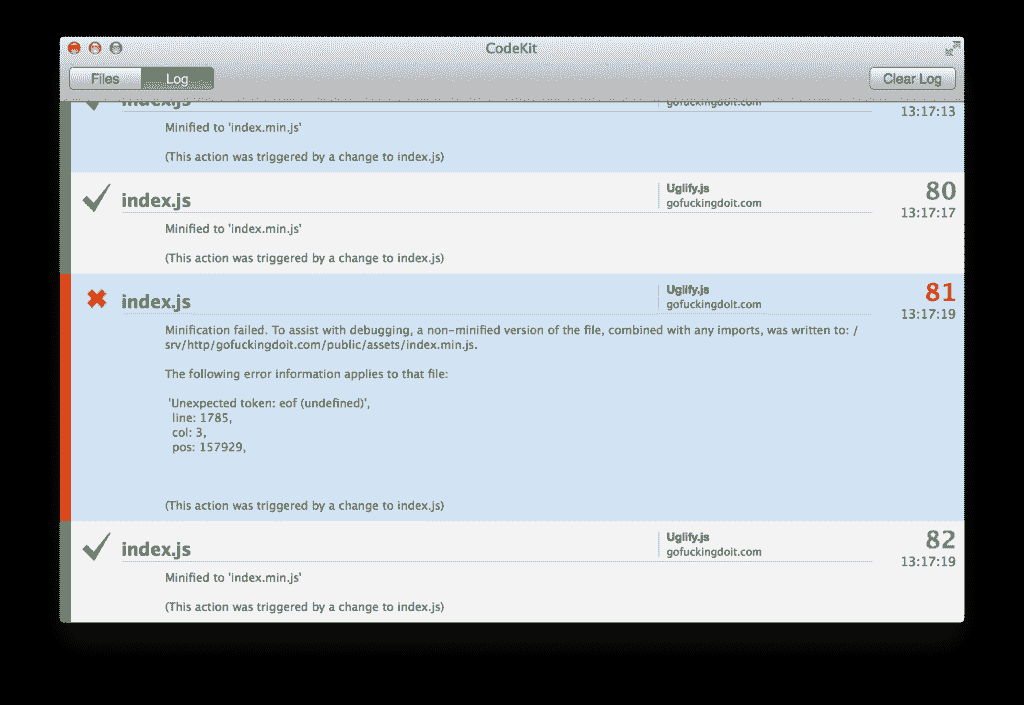 CodeKit
Files Log Clear Log
index.js gofuckingdoit.com
13:17:13
Minified to 'index.min.js'
(This action was triggered by a change to index.js)
Uglify.js 80
index.js gofuckingdoit.com
13:17:17
Minified to 'index.min.js'
(This action was triggered by a change to index.js)
Uglify.js 81
index.js gofuckingdoit.com
13:17:19
Minification failed. To assist with debugging, a non-minified version of the file, combined with any imports, was written to: /
srv/http/gofuckingdoit.com/public/assets/index.min.js.
The following error information applies to that file:
'Unexpected token: eof (undefined)',
line: 1785,
col: 3,
pos: 157929,
(This action was triggered by a change to index.js)
Uglify.js 82
index.js gofuckingdoit.com
13:17:19
Minified to 'index.min.js'
(This action was triggered by a change to index.js)